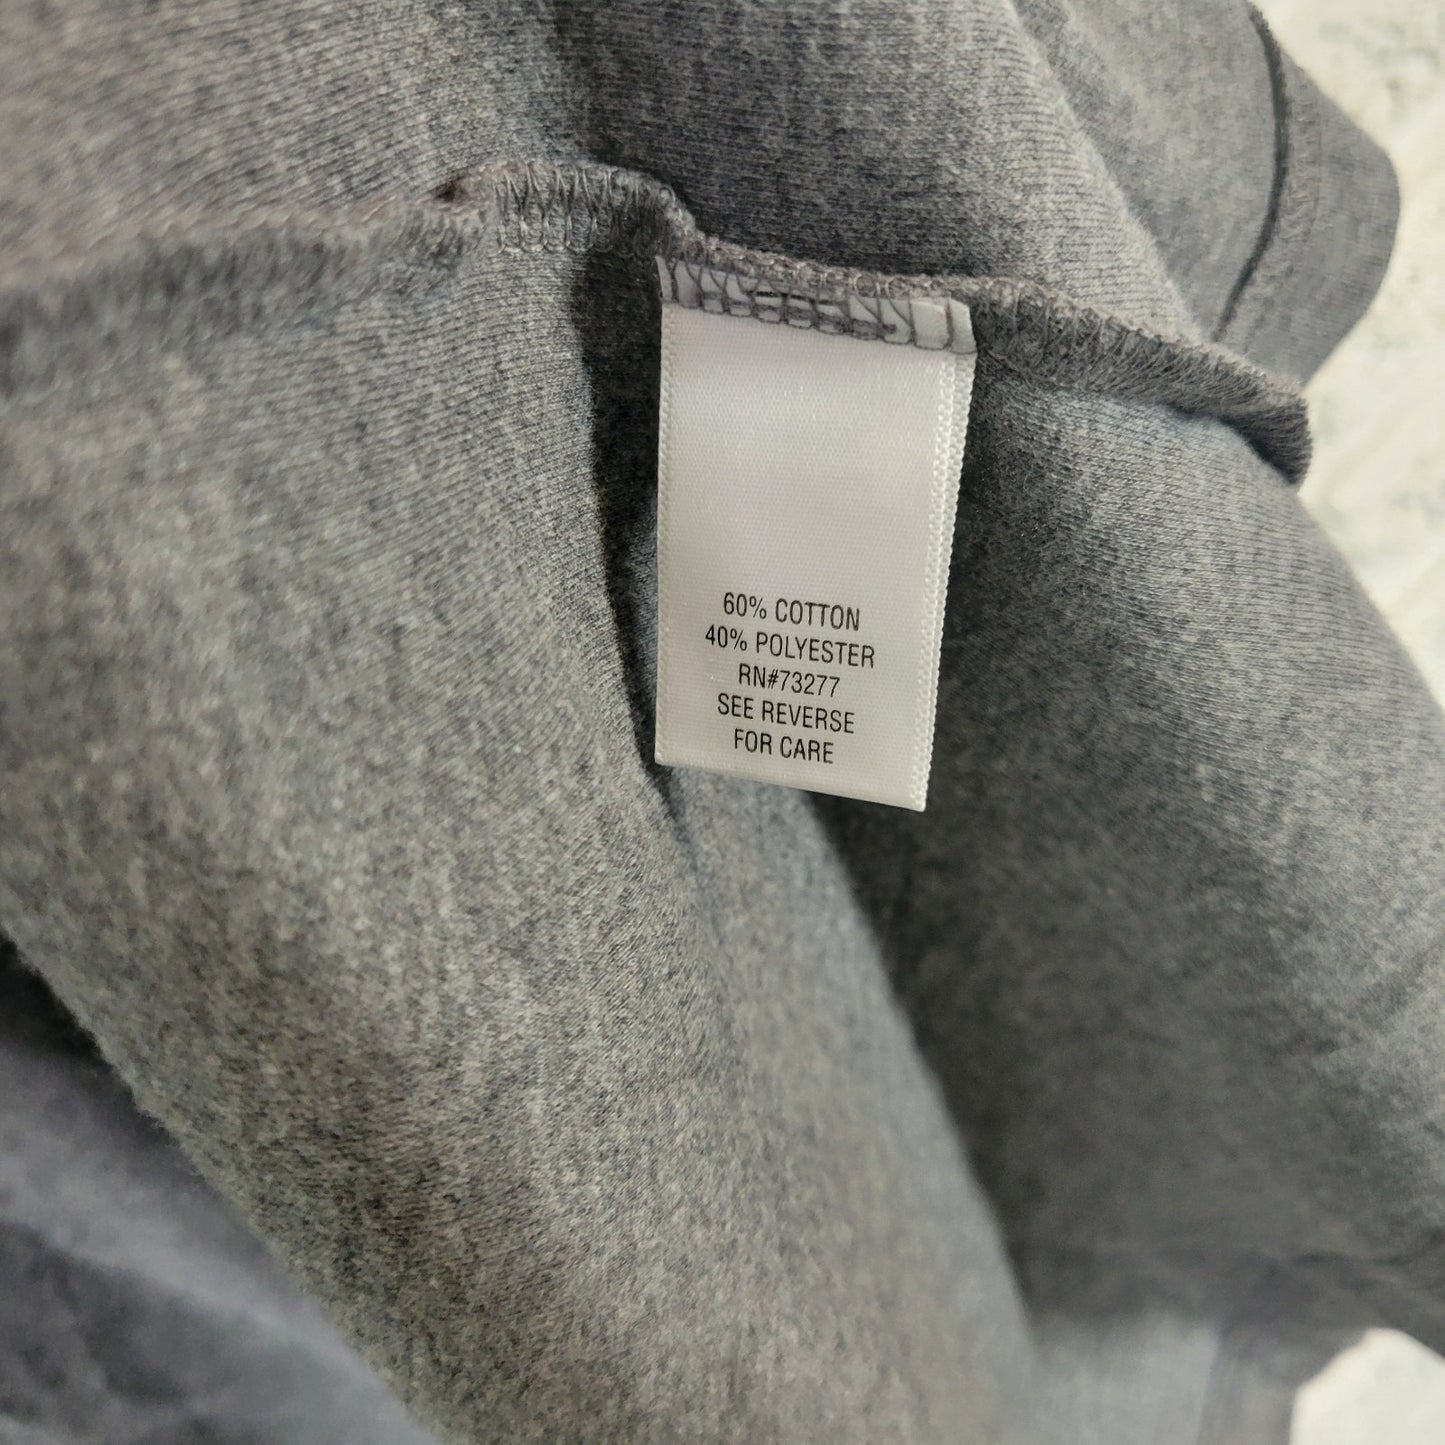 60% COTTON
40% POLYESTER
RN#73277
SEE REVERSE
FOR CARE